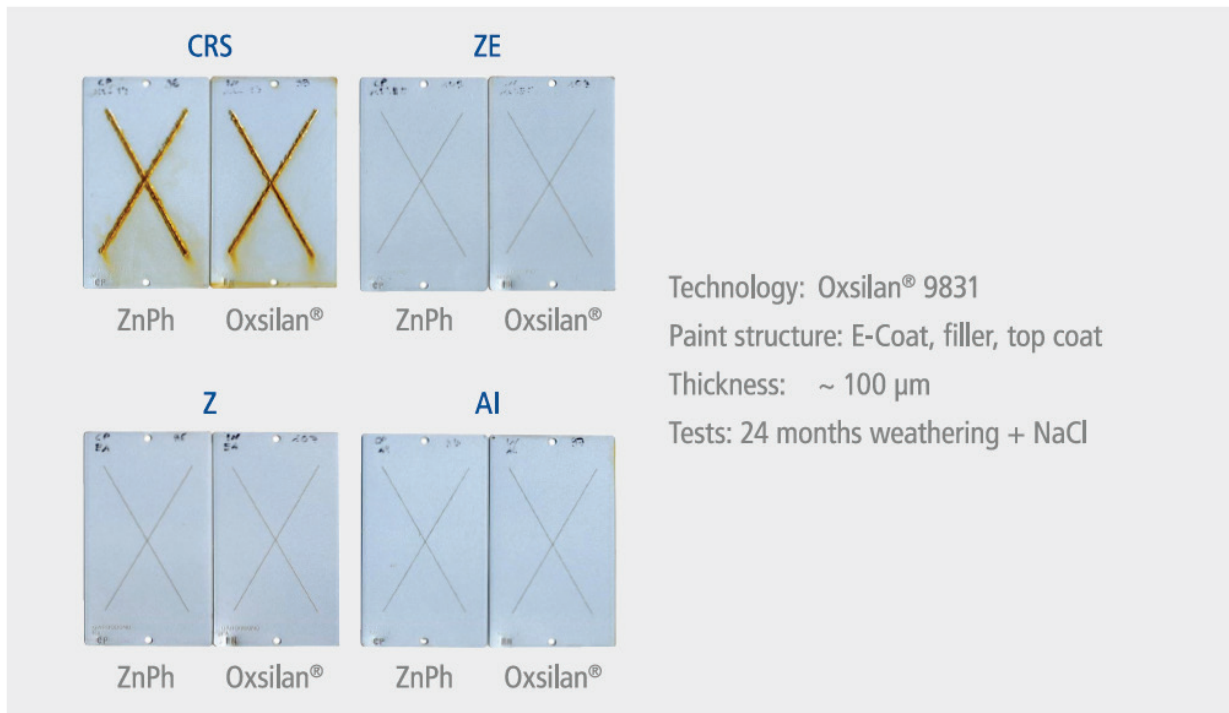 CRS
ZE
ZnPh
Oxsilan®
ZnPh
Oxsilan®
Technology: Oxsilan® 9831
Paint structure: E-Coat, filler, top coat
Thickness: ~ 100 µm
Tests: 24 months weathering + NaCl
Z
Al
ZnPh
Oxsilan®
ZnPh
Oxsilan®